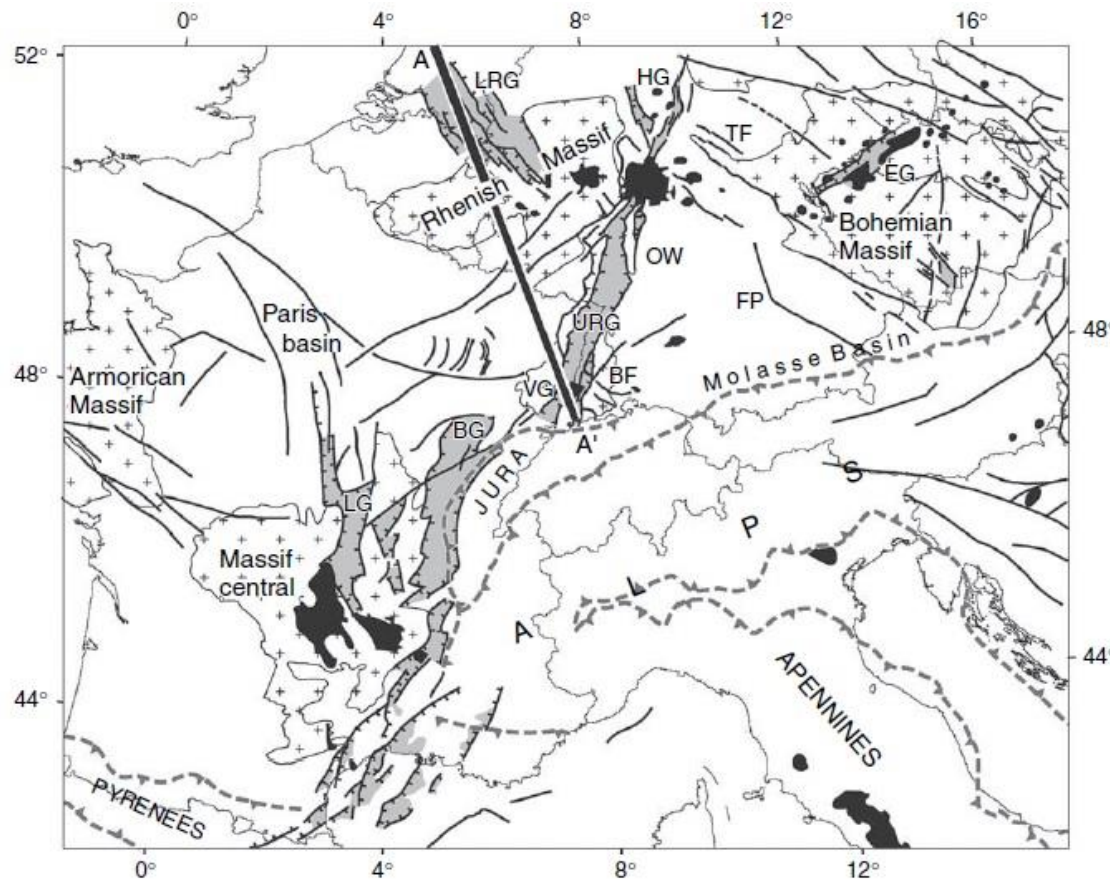 0° 4° 8° 12° 16°
52°
A
LRG
HG
TF
EG
Rhenish Massif
Bohemian
Massif
OW
FP
URG
Paris
basin
48°
48°
Molasse Basin
Armorican
Massif
VG
BF
BG
A'
JURA
LG
Massif
central
ALPS
44°
44°
APENNINES
PYRENEES
0° 4° 8° 12°